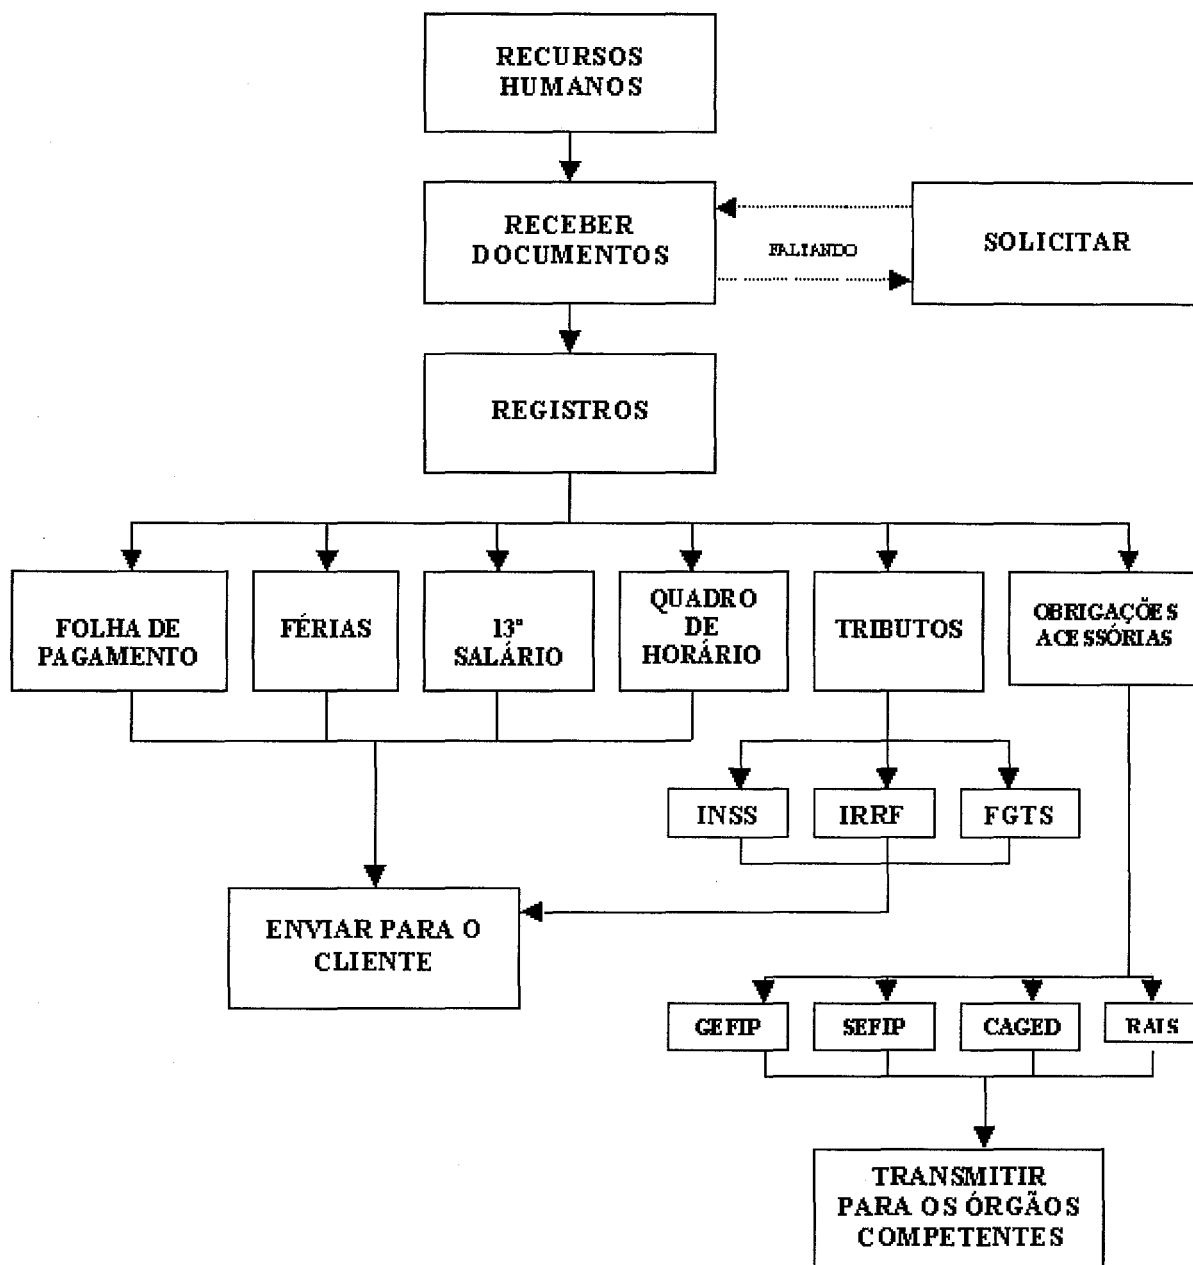 RECURSOS
HUMANOS
RECEBER
DOCUMENTOS
FALTANDO
SOLICITAR
REGISTROS
FOLHA DE
PAGAMENTO
FÉRIAS
13º
SALÁRIO
QUADRO
DE
HORÁRIO
TRIBUTOS
OBRIGAÇÕES
ACESSÓRIAS
INSS
IRRF
FGTS
ENVIAR PARA O
CLIENTE
GEFIP
SEFIP
CAGED
RAIS
TRANSMITIR
PARA OS ÓRGÃOS
COMPETENTES